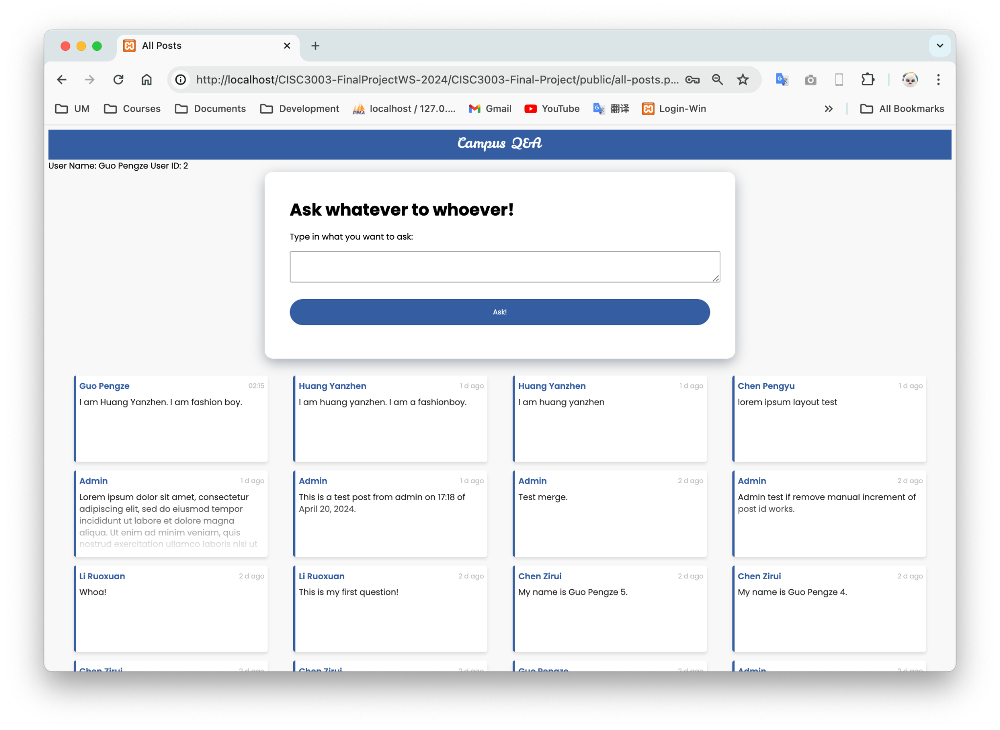 All Posts
http://localhost/CISC3003-FinalProjectWS-2024/CISC3003-Final-Project/public/all-posts.p...
UM Courses Documents Development localhost / 127.0.... Gmail YouTube 翻译 Login-Win All Bookmarks
Campus Q&A
User Name: Guo Pengze User ID: 2
Ask whatever to whoever!
Type in what you want to ask:
Ask!
Guo Pengze 02:15
I am Huang Yanzhen. I am fashion boy.
Huang Yanzhen 1 d ago
I am huang yanzhen. I am a fashionboy.
Huang Yanzhen 1 d ago
I am huang yanzhen
Chen Pengyu 1 d ago
lorem ipsum layout test
Admin 1 d ago
Lorem ipsum dolor sit amet, consectetur
adipiscing elit, sed do eiusmod tempor
incididunt ut labore et dolore magna
aliqua. Ut enim ad minim veniam, quis
nostrud exercitation ullamco laboris nisi ut
Admin 1 d ago
This is a test post from admin on 17:18 of
April 20, 2024.
Admin 2 d ago
Test merge.
Admin 2 d ago
Admin test if remove manual increment of
post id works.
Li Ruoxuan 2 d ago
Whoa!
Li Ruoxuan 2 d ago
This is my first question!
Chen Zirui 2 d ago
My name is Guo Pengze 5.
Chen Zirui 2 d ago
My name is Guo Pengze 4.
Chen Zirui 2 d ago
Chen Zirui 2 d ago
Guo Pengze 2 d ago
Admin 2 d ago